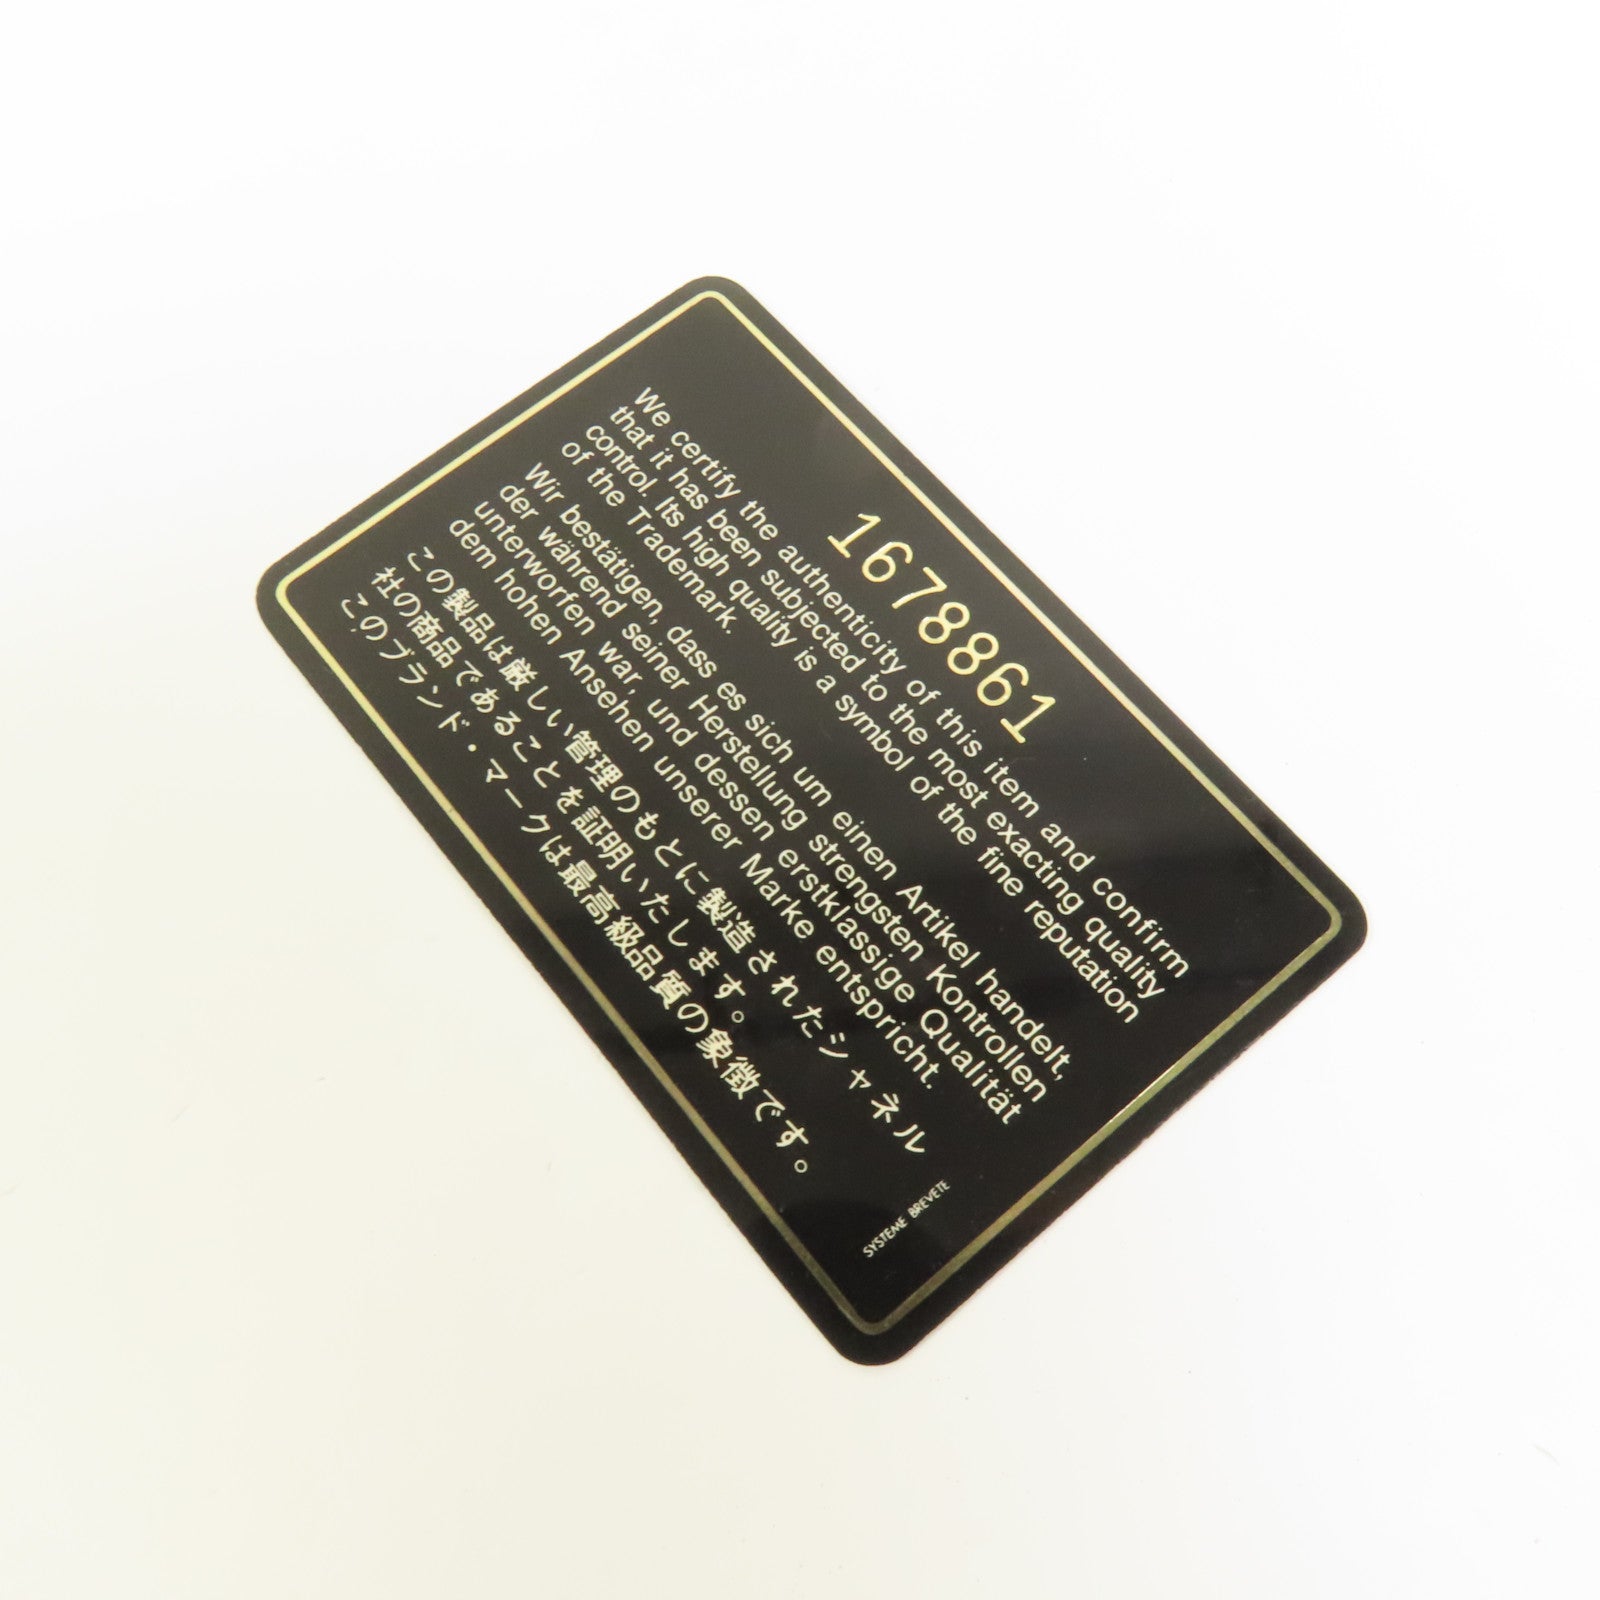 1678861
We certify the authenticity of this item and confirm
that it has been subjected to the most exacting quality
control. Its high quality is a symbol of the fine reputation
of the Trademark.
Wir bestätigen, dass es sich um einen Artikel handelt,
der während seiner Herstellung strengsten Kontrollen
unterworfen war, und dessen erstklassige Qualität
dem hohen Ansehen unserer Marke entspricht.
この製品は厳しい管理のもとに製造されたシャネル
社の商品であることを証明いたします。
このブランド・マークは最高級品質の象徴です。
SYSTEME BREVETE